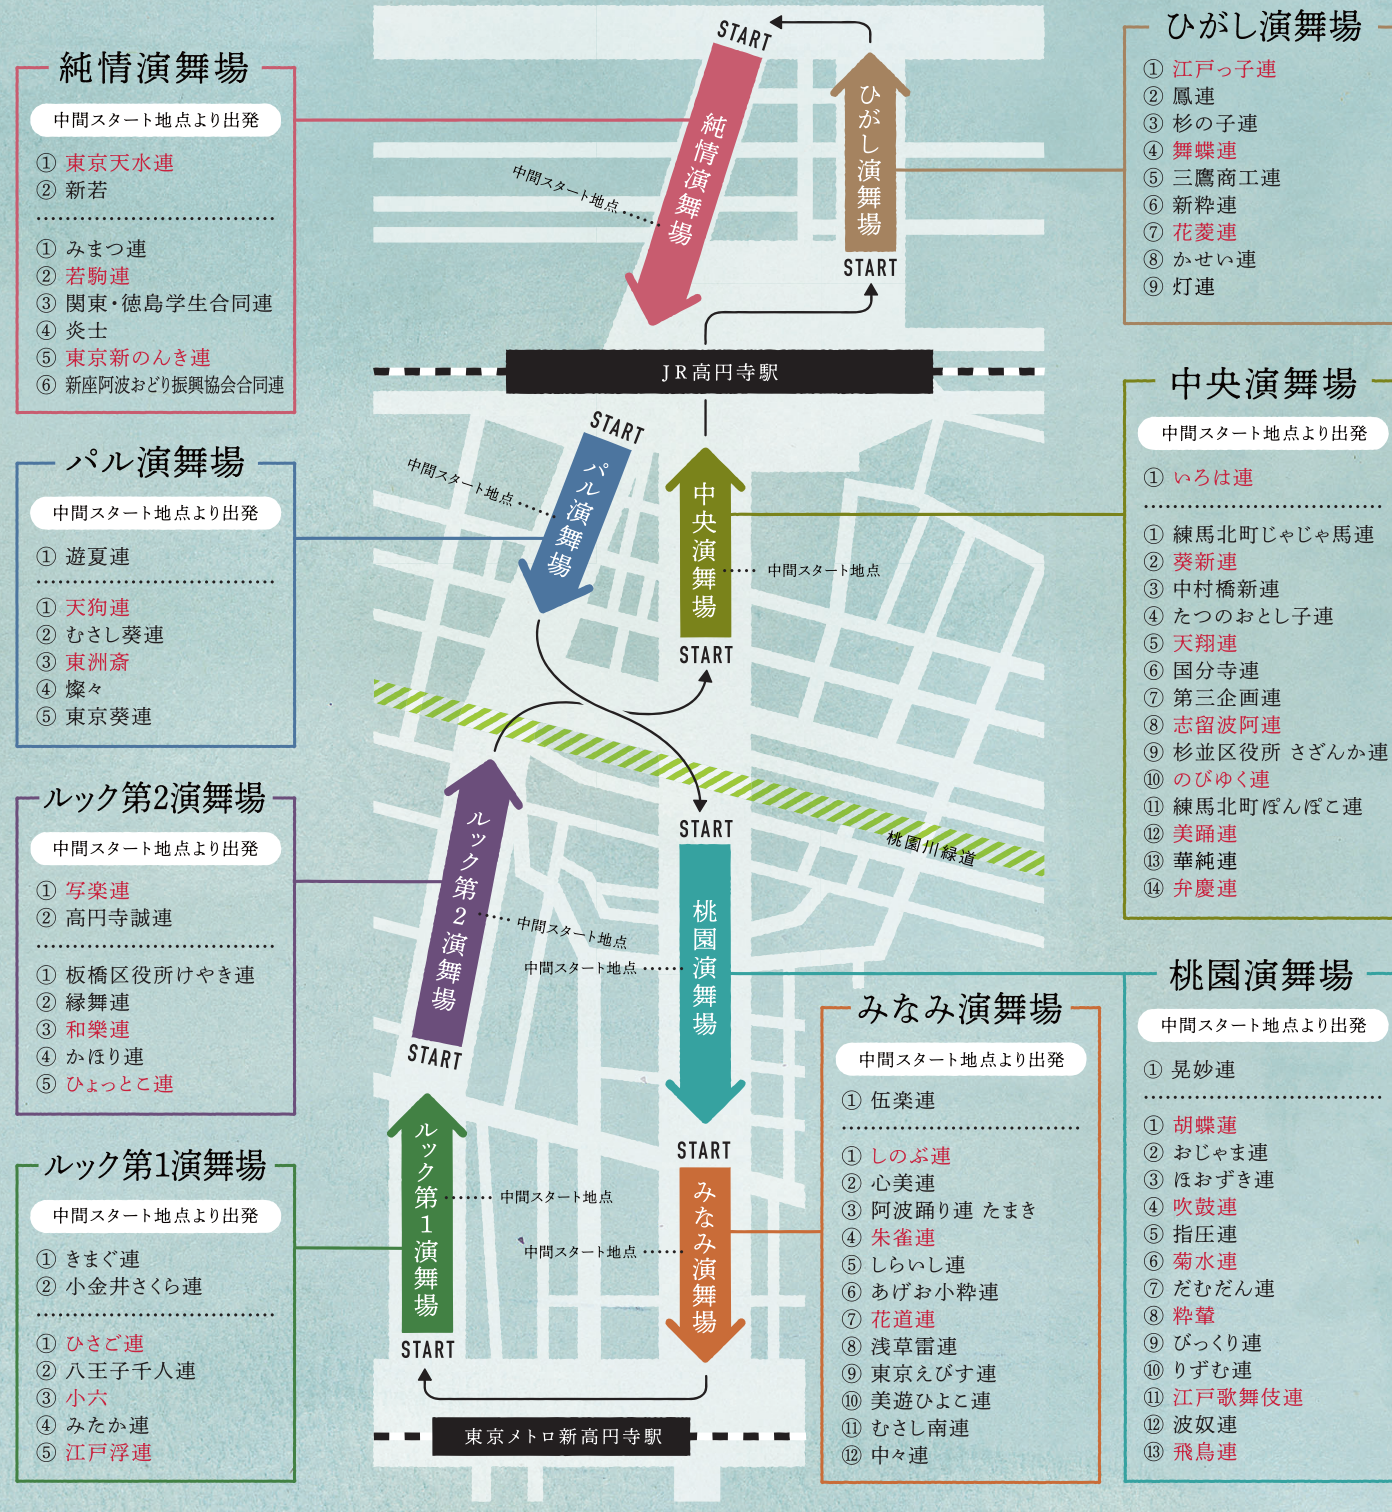 純情演舞場
中間スタート地点より出発
① 東京天水連
② 新若
① みまつ連
② 若駒連
③ 関東・徳島学生合同連
④ 炎士
⑤ 東京新のんき連
⑥ 新座阿波おどり振興協会合同連
パル演舞場
中間スタート地点より出発
① 遊夏連
① 天狗連
② むさし葵連
③ 東洲斎
④ 燦々
⑤ 東京葵連
ルック第2演舞場
中間スタート地点より出発
① 写楽連
② 高円寺誠連
① 板橋区役所けやき連
② 縁舞連
③ 和樂連
④ かほり連
⑤ ひょっとこ連
ルック第1演舞場
中間スタート地点より出発
① きまぐ連
② 小金井さくら連
① ひさご連
② 八王子千人連
③ 小六
④ みたか連
⑤ 江戸浮連
START
純情演舞場
中間スタート地点
ひがし演舞場
START
JR高円寺駅
START
パル演舞場
中間スタート地点
中央演舞場
中間スタート地点
START
ルック第2演舞場
中間スタート地点
START
START
桃園川緑道
桃園演舞場
中間スタート地点
ルック第1演舞場
中間スタート地点
START
START
みなみ演舞場
中間スタート地点
東京メトロ新高円寺駅
ひがし演舞場
① 江戸っ子連
② 鳳連
③ 杉の子連
④ 舞蝶連
⑤ 三鷹商工連
⑥ 新粋連
⑦ 花菱連
⑧ かせい連
⑨ 灯連
中央演舞場
中間スタート地点より出発
① いろは連
① 練馬北町じゃじゃ馬連
② 葵新連
③ 中村橋新連
④ たつのおとし子連
⑤ 天翔連
⑥ 国分寺連
⑦ 第三企画連
⑧ 志留波阿連
⑨ 杉並区役所 さざんか連
⑩ のびゆく連
⑪ 練馬北町ぽんぽこ連
⑫ 美踊連
⑬ 華純連
⑭ 弁慶連
みなみ演舞場
中間スタート地点より出発
① 伍楽連
① しのぶ連
② 心美連
③ 阿波踊り連 たまき
④ 朱雀連
⑤ しらいし連
⑥ あげお小粋連
⑦ 花道連
⑧ 浅草雷連
⑨ 東京えびす連
⑩ 美遊ひよこ連
⑪ むさし南連
⑫ 中々連
桃園演舞場
中間スタート地点より出発
① 晃妙連
① 胡蝶蓮
② おじゃま連
③ ほおずき連
④ 吹鼓連
⑤ 指圧連
⑥ 菊水連
⑦ だむだん連
⑧ 粋輦
⑨ びっくり連
⑩ りずむ連
⑪ 江戸歌舞伎連
⑫ 波奴連
⑬ 飛鳥連